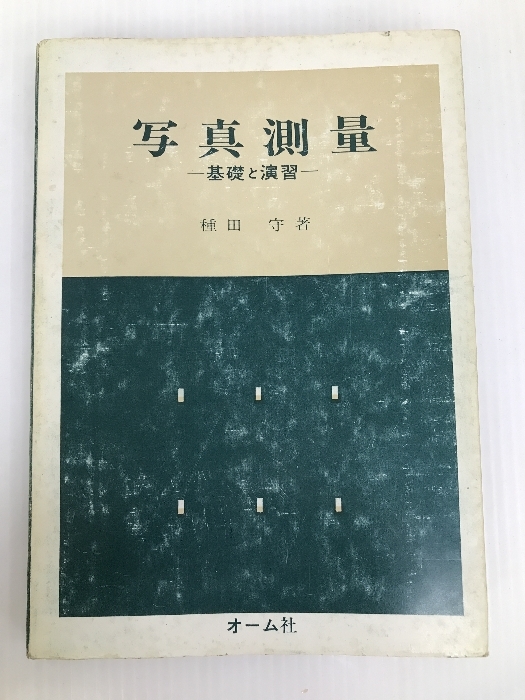 写真測量
―基礎と演習―
種田 守著
オーム社